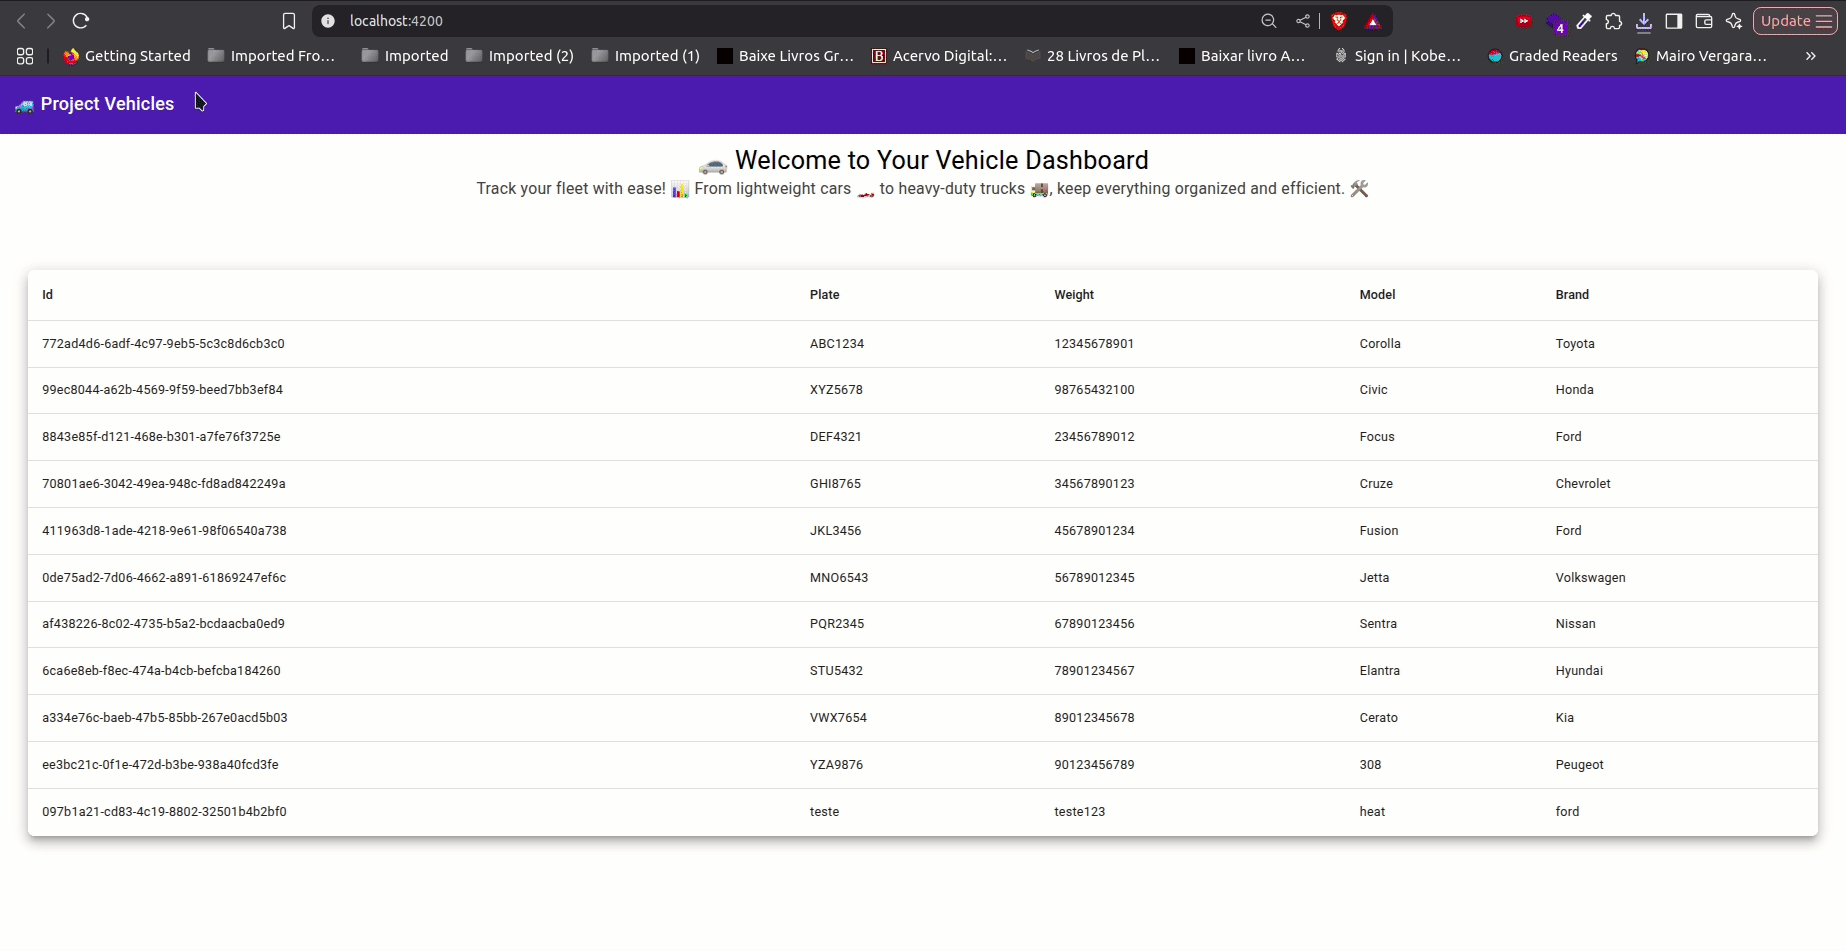 localhost:4200
4
Update
Getting Started Imported Fro... Imported Imported (2) Imported (1) Baixe Livros Gr... B Acervo Digital:... 28 Livros de Pl... Baixar livro A... Sign in | Kobe... Graded Readers Mairo Vergara... »
Project Vehicles
Welcome to Your Vehicle Dashboard
Track your fleet with ease! From lightweight cars to heavy-duty trucks , keep everything organized and efficient.
Id Plate Weight Model Brand
772ad4d6-6adf-4c97-9eb5-5c3c8d6cb3c0 ABC1234 12345678901 Corolla Toyota
99ec8044-a62b-4569-9f59-beed7bb3ef84 XYZ5678 98765432100 Civic Honda
8843e85f-d121-468e-b301-a7fe76f3725e DEF4321 23456789012 Focus Ford
70801ae6-3042-49ea-948c-fd8ad842249a GHI8765 34567890123 Cruze Chevrolet
411963d8-1ade-4218-9e61-98f06540a738 JKL3456 45678901234 Fusion Ford
0de75ad2-7d06-4662-a891-61869247ef6c MNO6543 56789012345 Jetta Volkswagen
af438226-8c02-4735-b5a2-bcdaacba0ed9 PQR2345 67890123456 Sentra Nissan
6ca6e8eb-f8ec-474a-b4cb-befcba184260 STU5432 78901234567 Elantra Hyundai
a334e76c-baeb-47b5-85bb-267e0acd5b03 VWX7654 89012345678 Cerato Kia
ee3bc21c-0f1e-472d-b3be-938a40fcd3fe YZA9876 90123456789 308 Peugeot
097b1a21-cd83-4c19-8802-32501b4b2bf0 teste teste123 heat ford